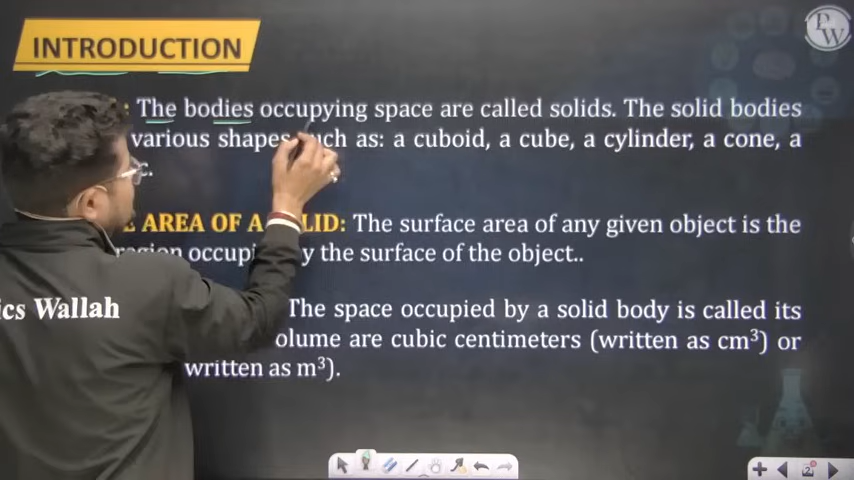 INTRODUCTION
PW
: The bodies occupying space are called solids. The solid bodies
various shapes such as: a cuboid, a cube, a cylinder, a cone, a
c.
AREA OF A LID: The surface area of any given object is the
region occupi y the surface of the object..
The space occupied by a solid body is called its
olume are cubic centimeters (written as cm³) or
written as m³).
ics Wallah
2